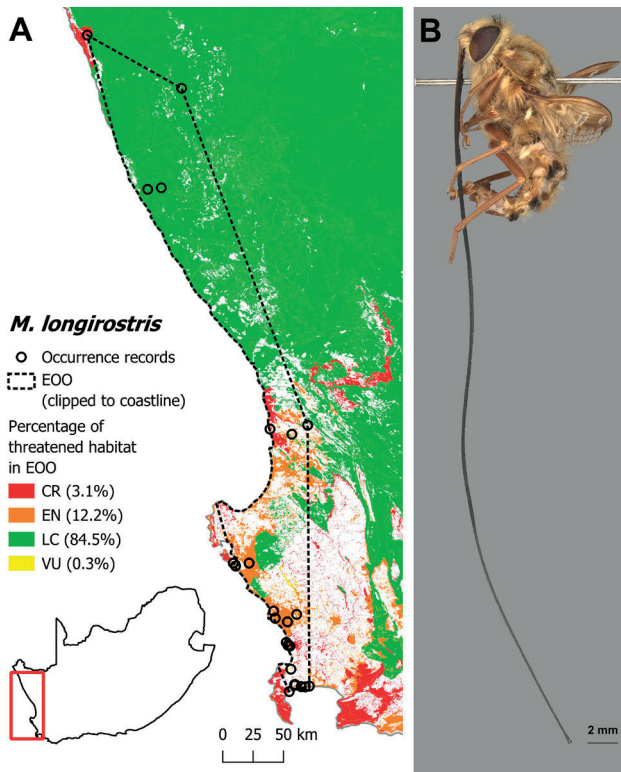 A
M. longirostris
Occurrence records
EOO
(clipped to coastline)
Percentage of
threatened habitat
in EOO
CR (3.1%)
EN (12.2%)
LC (84.5%)
VU (0.3%)
0 25 50 km
B
2 mm